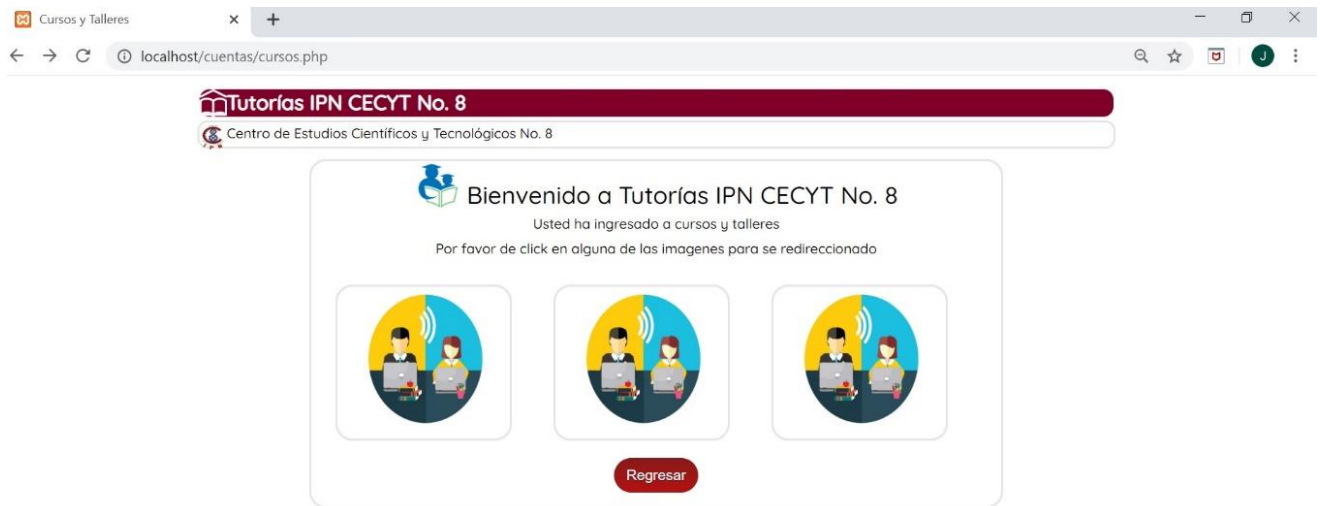 Cursos y Talleres
localhost/cuentas/cursos.php
J
Tutorías IPN CECYT No. 8
Centro de Estudios Científicos y Tecnológicos No. 8
Bienvenido a Tutorías IPN CECYT No. 8
Usted ha ingresado a cursos y talleres
Por favor de click en alguna de las imagenes para se redireccionado
Regresar